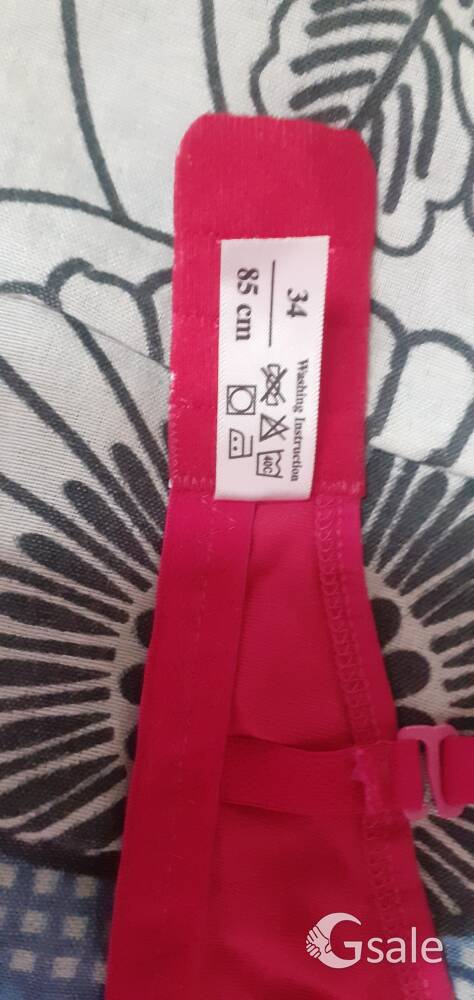 34
85 cm
Washing Instruction
40C
Gsale